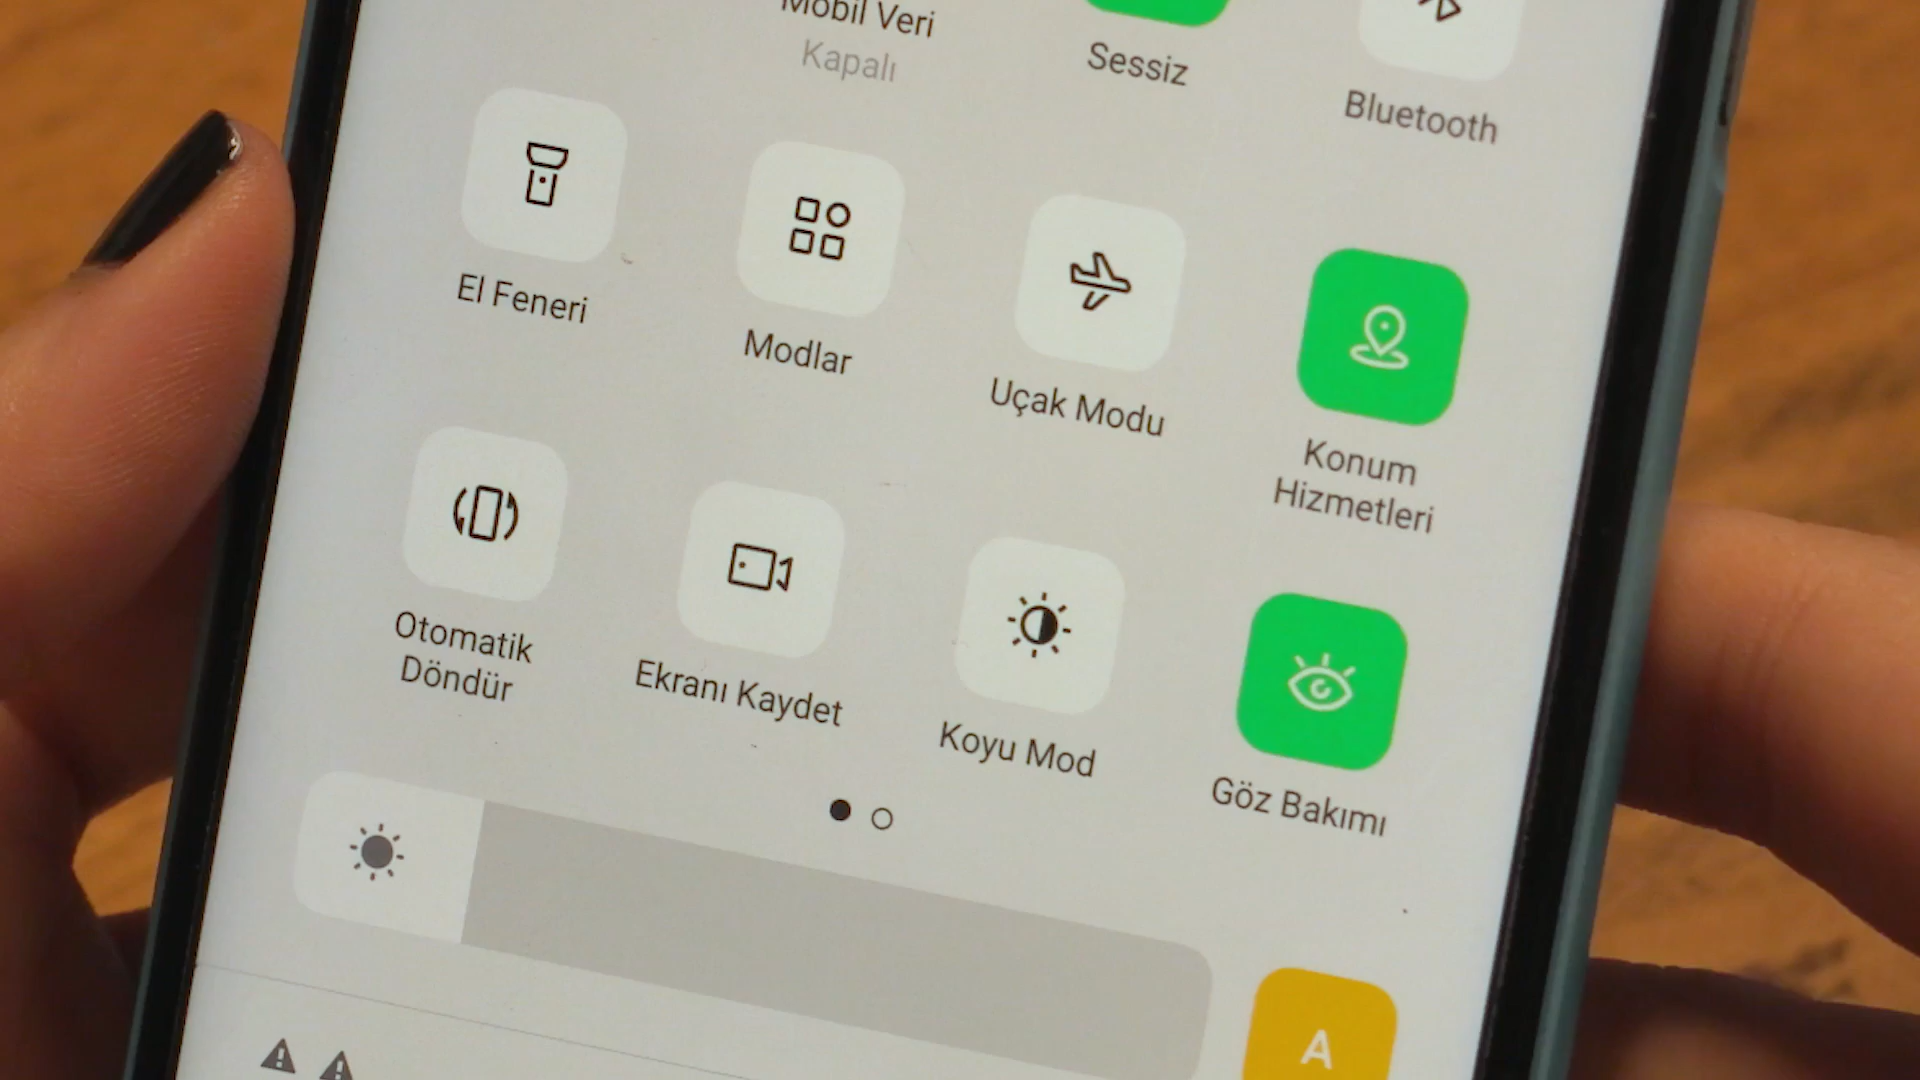 Mobil Veri
Kapalı
Sessiz
Bluetooth
El Feneri
Modlar
Uçak Modu
Konum
Hizmetleri
Otomatik
Döndür
Ekranı Kaydet
Koyu Mod
Göz Bakımı
A